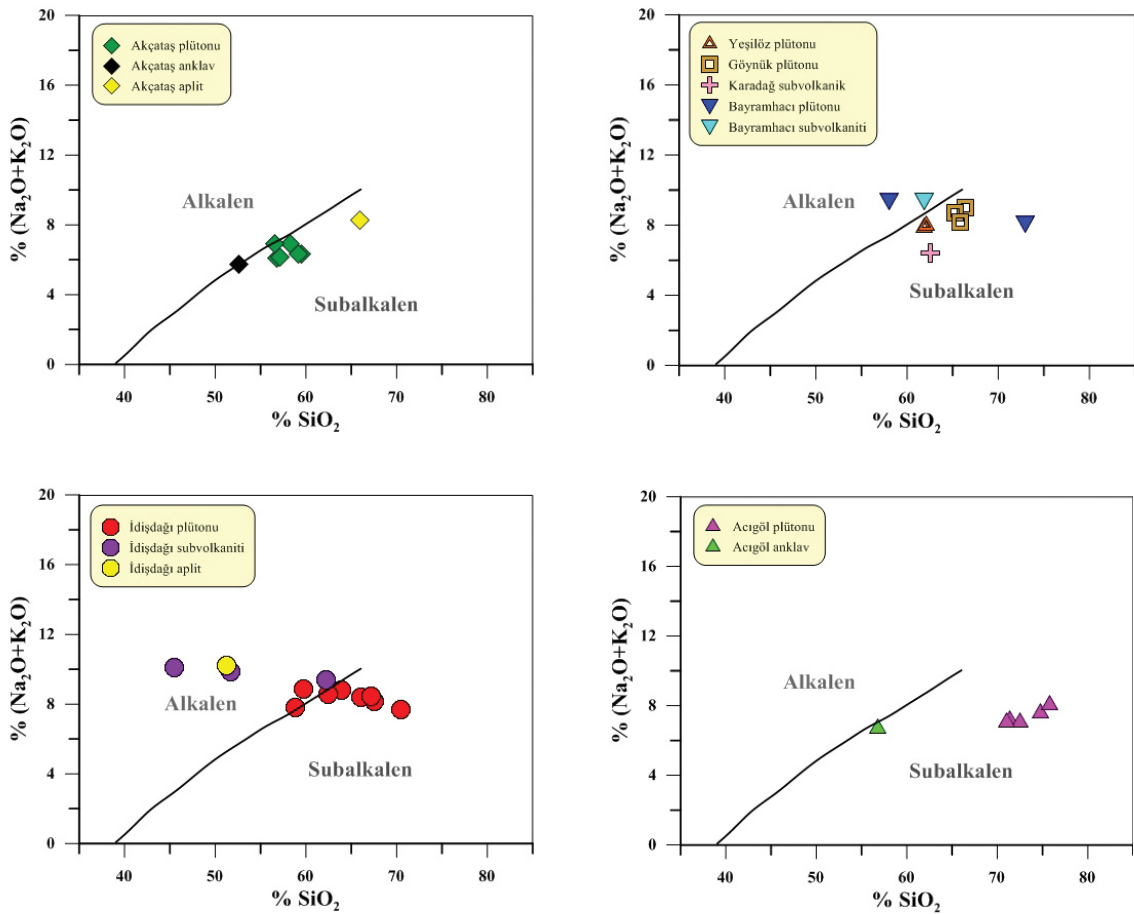 20
16
12
8
4
0
% (Na₂O+K₂O)
Akçataş plütonu
Akçataş anklav
Akçataş aplit
Alkalen
Subalkalen
40 50 60 70 80
% SiO₂
20
16
12
8
4
0
% (Na₂O+K₂O)
Yeşilöz plütonu
Göynük plütonu
Karadağ subvolkanik
Bayramhacı plütonu
Bayramhacı subvolkaniti
Alkalen
Subalkalen
40 50 60 70 80
% SiO₂
20
16
12
8
4
0
% (Na₂O+K₂O)
İdişdağı plütonu
İdişdağı subvolkaniti
İdişdağı aplit
Alkalen
Subalkalen
40 50 60 70 80
% SiO₂
20
16
12
8
4
0
% (Na₂O+K₂O)
Acıgöl plütonu
Acıgöl anklav
Alkalen
Subalkalen
40 50 60 70 80
% SiO₂